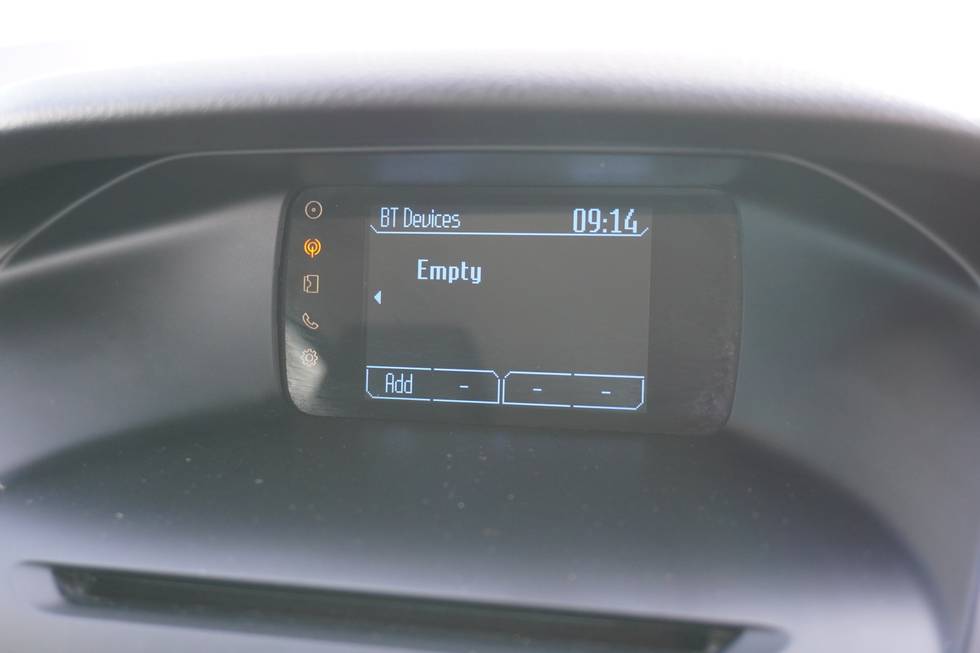 BT Devices 09:14
Empty
Add - - -